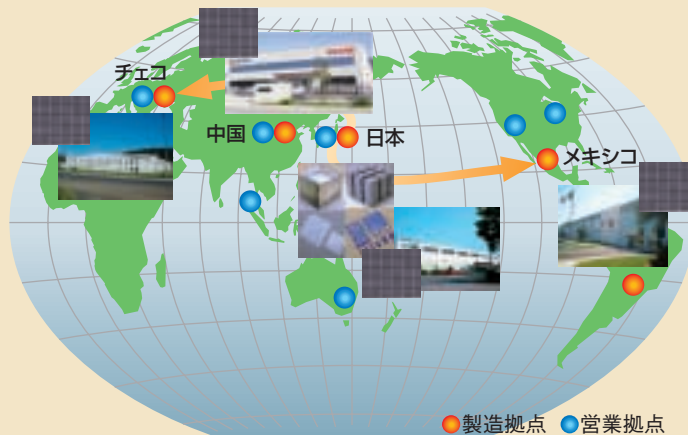 チェコ
中国
日本
メキシコ
製造拠点 営業拠点